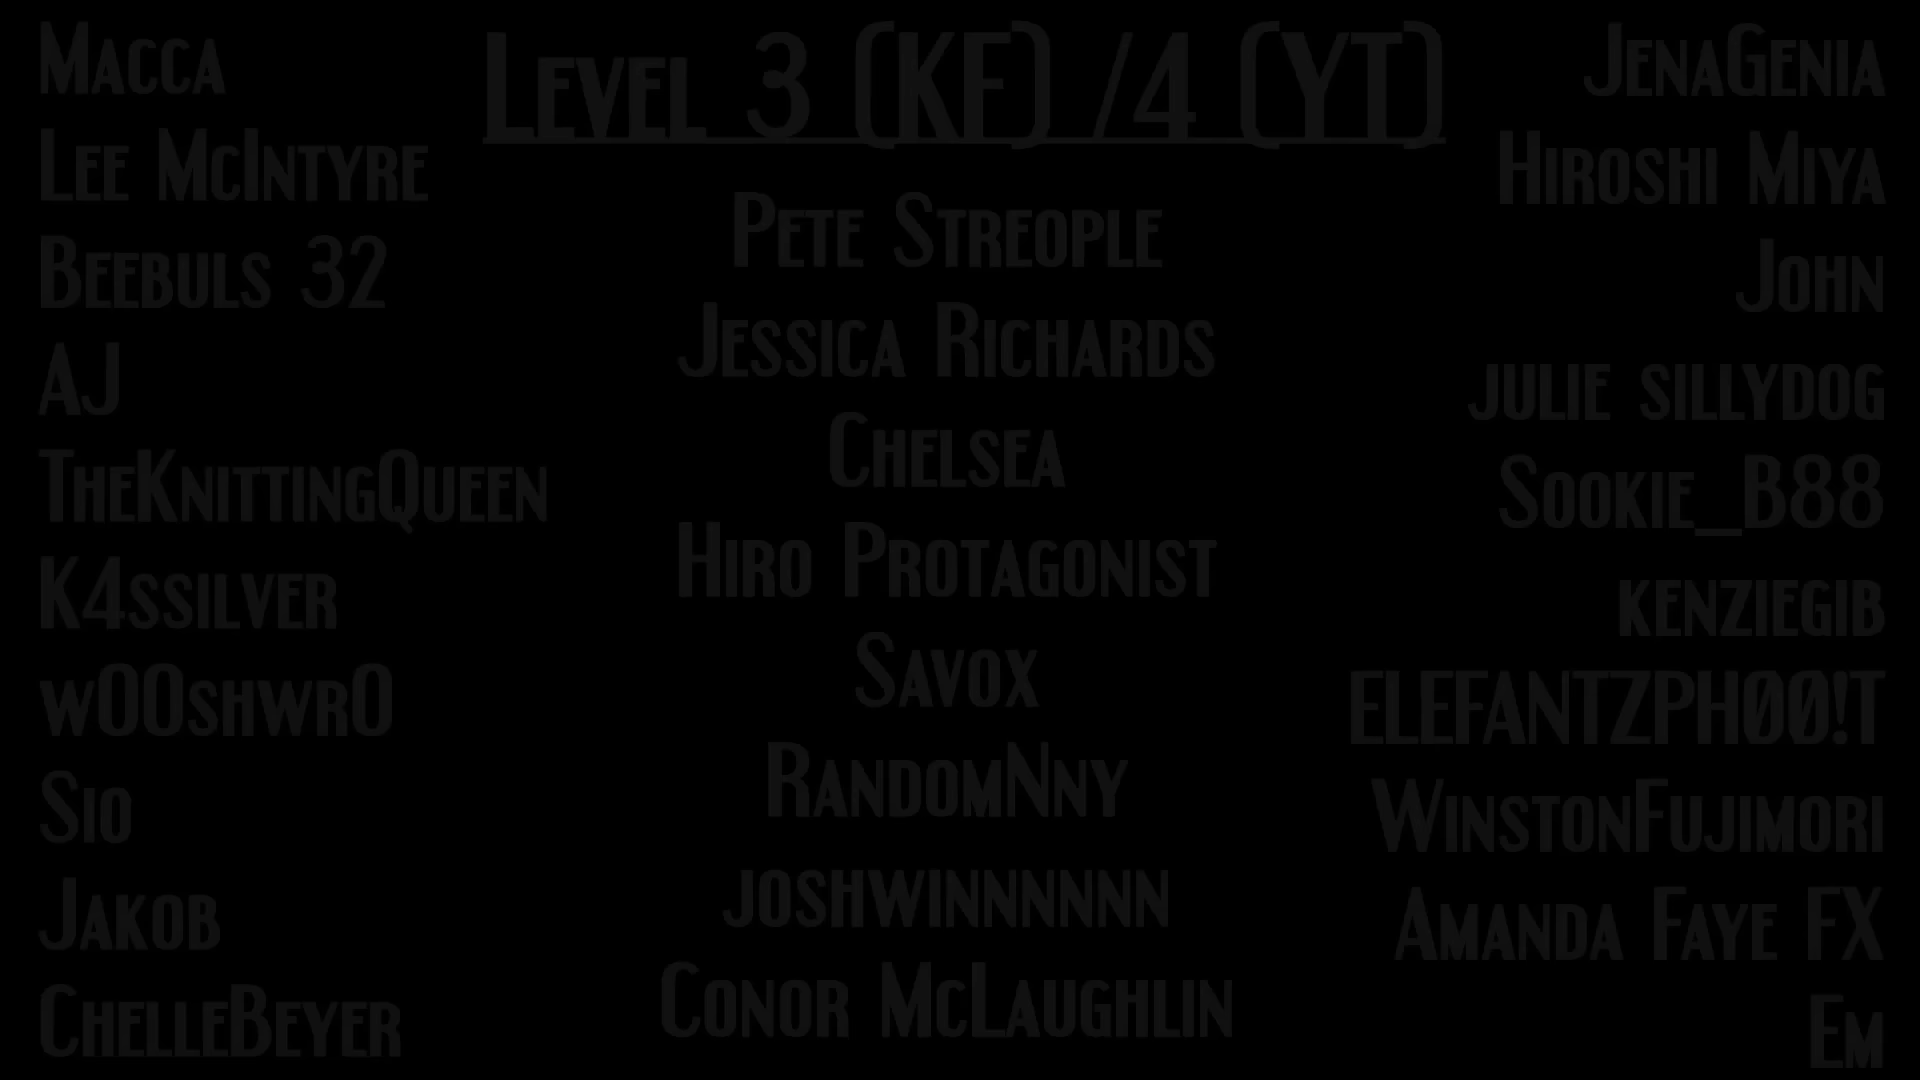 Level 3 (KF) /4 (YT)
Macca
Lee McIntyre
Beebuls 32
AJ
TheKnittingQueen
K4ssilver
w00shwr0
Sio
Jakob
ChelleBeyer
Pete Streople
Jessica Richards
Chelsea
Hiro Protagonist
Savox
RandomNny
joshwinnnnnn
Conor McLaughlin
JenaGenia
Hiroshi Miya
John
julie sillydog
Sookie_B88
kenziegib
ELEFANTZPHØØ!T
WinstonFujimori
Amanda Faye FX
Em